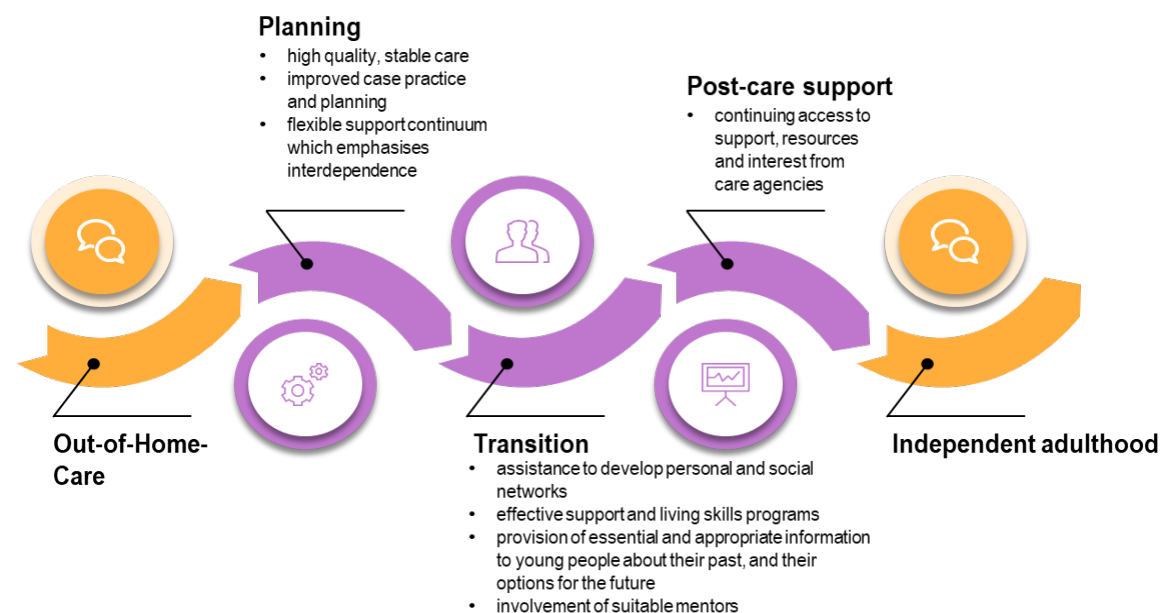 Planning
• high quality, stable care
• improved case practice
and planning
• flexible support continuum
which emphasises
interdependence
Post-care support
• continuing access to
support, resources
and interest from
care agencies
Out-of-Home-
Care
Transition
• assistance to develop personal and social
networks
• effective support and living skills programs
• provision of essential and appropriate information
to young people about their past, and their
options for the future
• involvement of suitable mentors
Independent adulthood